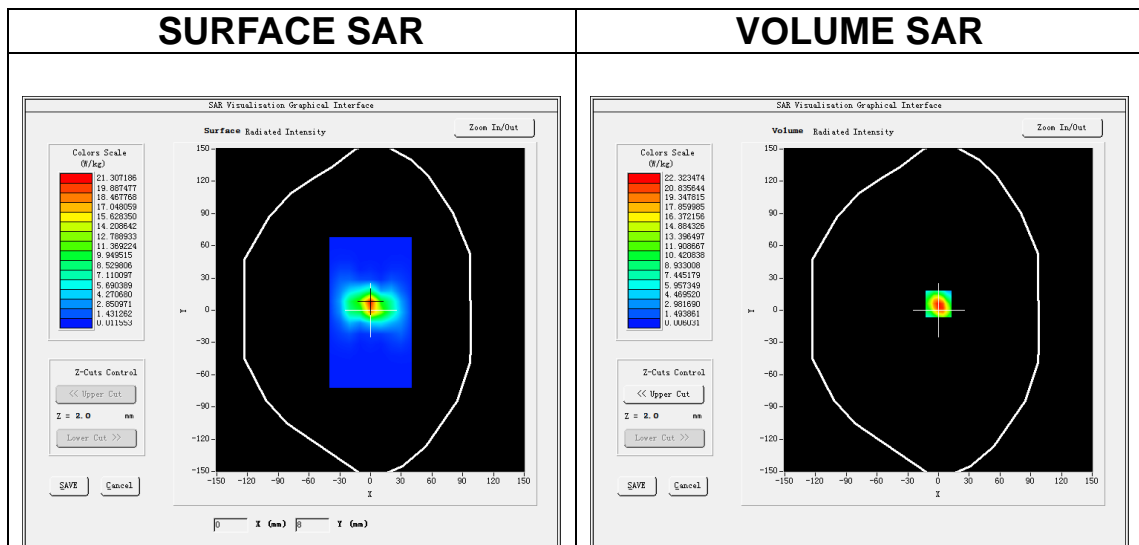 SURFACE SAR
VOLUME SAR
SAR Visualisation Graphical Interface
Surface Radiated Intensity
Zoom In/Out
Colors Scale
(W/kg)
21.307186
19.887477
18.467768
17.048059
15.628350
14.208642
12.788933
11.369224
9.949515
8.529806
7.110097
5.690389
4.270680
2.850971
1.431262
0.011553
Z-Cuts Control
<< Upper Cut
Z = 2.0 mm
Lower Cut >>
SAVE
Cancel
150
120
90
60
30
0
-30
-60
-90
-120
-150
Y
-150 -120 -90 -60 -30 0 30 60 90 120 150
X
0 X (mm) 8 Y (mm)
SAR Visualisation Graphical Interface
Volume Radiated Intensity
Zoom In/Out
Colors Scale
(W/kg)
22.323474
20.835644
19.347815
17.859985
16.372156
14.884326
13.396497
11.908667
10.420838
8.933008
7.445179
5.957349
4.469520
2.981690
1.493861
0.006031
Z-Cuts Control
<< Upper Cut
Z = 2.0 mm
Lower Cut >>
SAVE
Cancel
150
120
90
60
30
0
-30
-60
-90
-120
-150
Y
-150 -120 -90 -60 -30 0 30 60 90 120 150
X